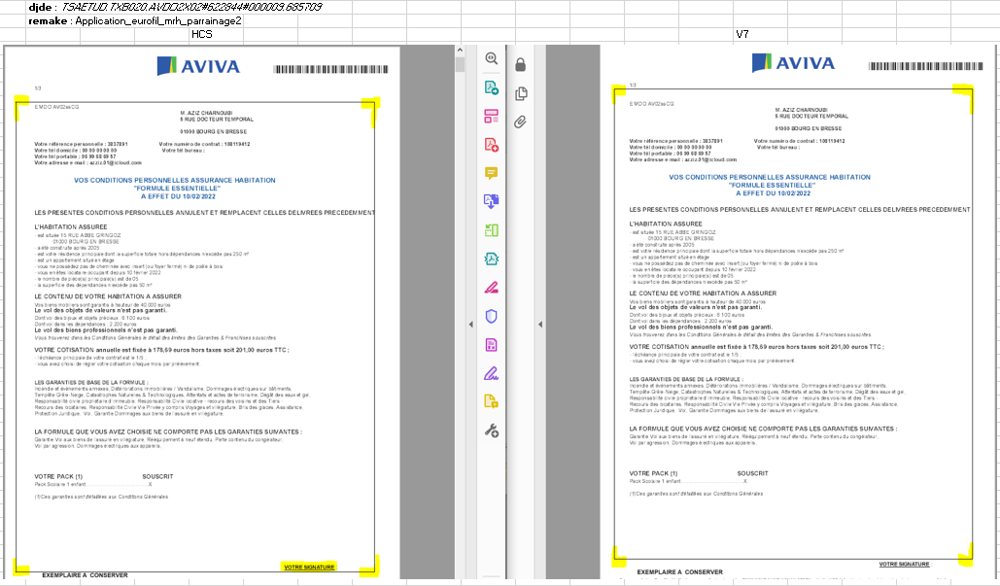 djde : TSAETUD.TXB020.AVDO2X02#622844#000009.685709
remake : Application_eurofil_mrh_parrainage2
HCS
V7
AVIVA
1/3
M. AZIZ CHARNOUBI
5 RUE DOCTEUR TEMPORAL
01000 BOURG EN BRESSE
Votre référence personnelle : 3837891
Votre numéro de contrat : 108119412
Votre tél domicile : 00 00 00 00 00
Votre tél bureau :
Votre tél portable : 06 99 68 69 57
Votre adresse e-mail : azziz.01@icloud.com
VOS CONDITIONS PERSONNELLES ASSURANCE HABITATION
"FORMULE ESSENTIELLE"
A EFFET DU 10/02/2022
LES PRESENTES CONDITIONS PERSONNELLES ANNULENT ET REMPLACENT CELLES DELIVREES PRECEDEMMENT
L'HABITATION ASSUREE
- est située 15 RUE ABBE GRINGOZ
01000 BOURG EN BRESSE
- a été construite après 2005
- est votre résidence principale dont la superficie totale hors dépendances n'excède pas 250 m²
- est un appartement situé en étage
- vous ne possédez pas de cheminée avec insert (ou foyer fermé) ni de poêle à bois
- vous en êtes locataire occupant depuis 10 février 2022
- le nombre de pièce(s) principale(s) est de 05
- la superficie des dépendances n'excède pas 50 m²
LE CONTENU DE VOTRE HABITATION A ASSURER
Vos biens mobiliers sont garantis à hauteur de 40 000 euros
Le vol des objets de valeurs n'est pas garanti.
Dont vol des bijoux et objets précieux : 6 100 euros
Dont vol dans les dépendances : 2 200 euros
Le vol des biens professionnels n'est pas garanti.
Vous trouverez dans les Conditions Générales le détail des limites de Garanties & Franchises souscrites.
VOTRE COTISATION annuelle est fixée à 178,59 euros hors taxes soit 201,00 euros TTC ;
- l'échéance principale de votre contrat est le 1/5 ;
- vous avez choisi de régler votre cotisation chaque mois par prélèvement.
LES GARANTIES DE BASE DE LA FORMULE :
Incendie et événements annexes, Détériorations immobilières / Vandalisme, Dommages électriques sur bâtiments,
Tempête Grêle- Neige, Catastrophes Naturelles & Technologiques, Attentats et actes de terrorisme, Dégât des eaux et gel,
Responsabilité civile propriétaire d'immeuble, Responsabilité Civile locative : recours des voisins et des Tiers
Recours des locataires, Responsabilité Civile Vie Privée y compris Voyages et Villégiature, Bris des glaces, Assistance,
Protection Juridique, Vol, Garantie Dommages aux biens de l'assuré en villégiature.
LA FORMULE QUE VOUS AVEZ CHOISIE NE COMPORTE PAS LES GARANTIES SUIVANTES :
Garantie Vol aux biens de l'assuré en villégiature, Rééquipement à neuf étendu, Perte contenu du congélateur,
Vol par agression, Dommages électriques aux appareils.
VOTRE PACK (1)
SOUSCRIT
Pack Scolaire 1 enfant........................X
(1)Ces garanties sont détaillées aux Conditions Générales
VOTRE SIGNATURE
EXEMPLAIRE A CONSERVER
AVIVA
1/3
M. AZIZ CHARNOUBI
5 RUE DOCTEUR TEMPORAL
01000 BOURG EN BRESSE
Votre référence personnelle : 3837891
Votre numéro de contrat : 108119412
Votre tél domicile : 00 00 00 00 00
Votre tél bureau :
Votre tél portable : 06 99 68 69 57
Votre adresse e-mail : azziz.01@icloud.com
VOS CONDITIONS PERSONNELLES ASSURANCE HABITATION
"FORMULE ESSENTIELLE"
A EFFET DU 10/02/2022
LES PRESENTES CONDITIONS PERSONNELLES ANNULENT ET REMPLACENT CELLES DELIVREES PRECEDEMMENT
L'HABITATION ASSUREE
- est située 15 RUE ABBE GRINGOZ
01000 BOURG EN BRESSE
- a été construite après 2005
- est votre résidence principale dont la superficie totale hors dépendances n'excède pas 250 m²
- est un appartement situé en étage
- vous ne possédez pas de cheminée avec insert (ou foyer fermé) ni de poêle à bois
- vous en êtes locataire occupant depuis 10 février 2022
- le nombre de pièce(s) principale(s) est de 05
- la superficie des dépendances n'excède pas 50 m²
LE CONTENU DE VOTRE HABITATION A ASSURER
Vos biens mobiliers sont garantis à hauteur de 40 000 euros
Le vol des objets de valeurs n'est pas garanti.
Dont vol des bijoux et objets précieux : 6 100 euros
Dont vol dans les dépendances : 2 200 euros
Le vol des biens professionnels n'est pas garanti.
Vous trouverez dans les Conditions Générales le détail des limites des Garanties & Franchises souscrites.
VOTRE COTISATION annuelle est fixée à 178,59 euros hors taxes soit 201,00 euros TTC ;
- l'échéance principale de votre contrat est le 1/5 ;
- vous avez choisi de régler votre cotisation chaque mois par prélèvement.
LES GARANTIES DE BASE DE LA FORMULE :
Incendie et événements annexes, Détériorations immobilières / Vandalisme, Dommages électriques sur bâtiments,
Tempête Grêle- Neige, Catastrophes Naturelles & Technologiques, Attentats et actes de terrorisme, Dégât des eaux et gel,
Responsabilité civile propriétaire d'immeuble, Responsabilité Civile locative : recours des voisins et des Tiers
Recours des locataires, Responsabilité Civile Vie Privée y compris Voyages et Villégiature, Bris des glaces, Assistance,
Protection Juridique, Vol, Garantie Dommages aux biens de l'assuré en villégiature.
LA FORMULE QUE VOUS AVEZ CHOISIE NE COMPORTE PAS LES GARANTIES SUIVANTES :
Garantie Vol aux biens de l'assuré en villégiature, Rééquipement à neuf étendu, Perte contenu du congélateur,
Vol par agression, Dommages électriques aux appareils.
VOTRE PACK (1)
SOUSCRIT
Pack Scolaire 1 enfant........................X
(1)Ces garanties sont détaillées aux Conditions Générales
VOTRE SIGNATURE
EXEMPLAIRE A CONSERVER